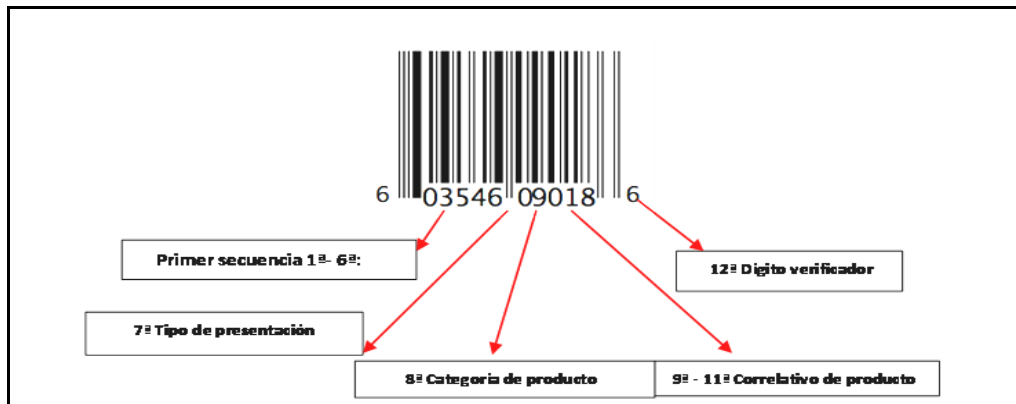 6 03546 09018 6
Primer secuencia 1ª- 6ª:
12ª Digito verificador
7ª Tipo de presentación
8ª Categoria de producto
9ª - 11ª Correlativo de producto